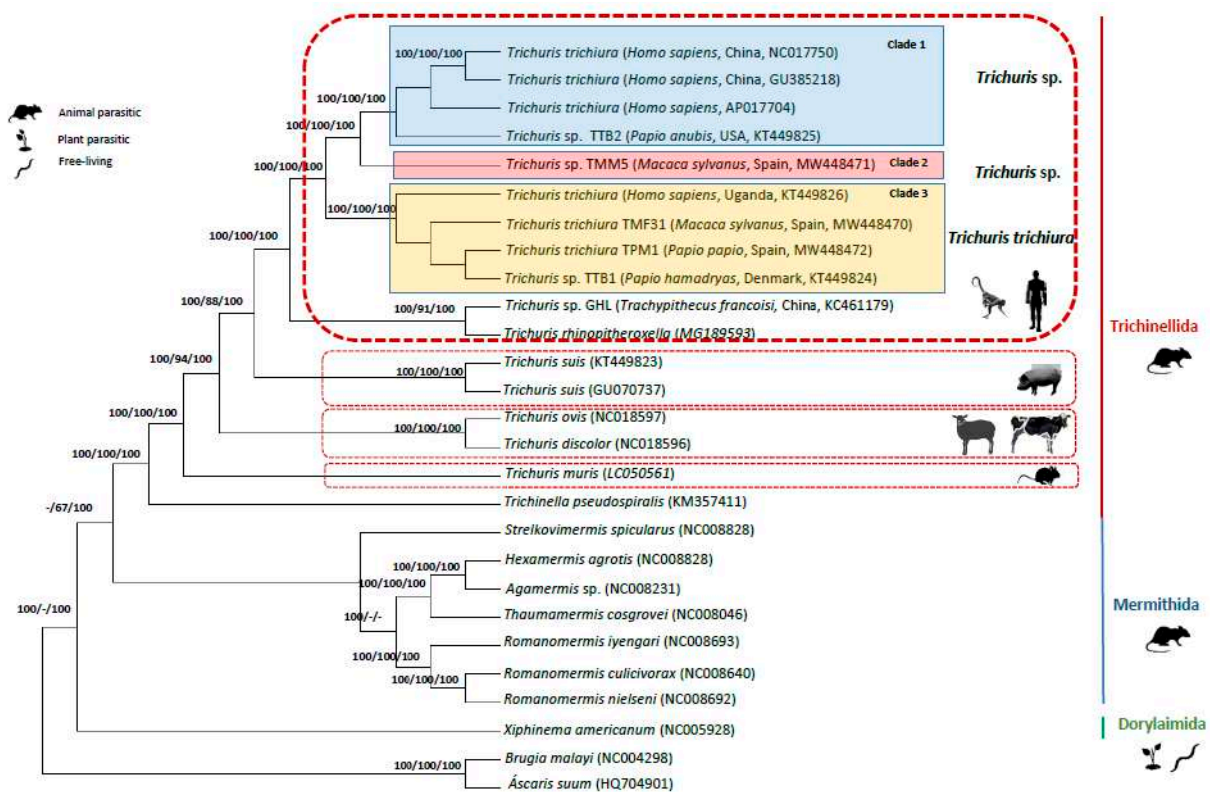 100/100/100
Clade 1
Trichuris trichiura (Homo sapiens, China, NC017750)
Trichuris sp.
Trichuris trichiura (Homo sapiens, China, GU385218)
100/100/100
Trichuris trichiura (Homo sapiens, AP017704)
Animal parasitic
100/100/100
Trichuris sp. TTB2 (Papio anubis, USA, KT449825)
Plant parasitic
Free-living
100/100/100
Trichuris sp. TMM5 (Macaca sylvanus, Spain, MW448471)
Clade 2
Trichuris sp.
Trichuris trichiura (Homo sapiens, Uganda, KT449826)
Clade 3
100/100/100
Trichuris trichiura TMF31 (Macaca sylvanus, Spain, MW448470)
100/100/100
Trichuris trichiura
Trichuris trichiura TPM1 (Papio papio, Spain, MW448472)
Trichuris sp. TTB1 (Papio hamadryas, Denmark, KT449824)
100/88/100
100/91/100
Trichuris sp. GHL (Trachypithecus francoisi, China, KC461179)
Trichuris rhinopitheroxella (MG189593)
Trichinellida
100/94/100
Trichuris suis (KT449823)
100/100/100
Trichuris suis (GU070737)
100/100/100
Trichuris ovis (NC018597)
100/100/100
Trichuris discolor (NC018596)
100/100/100
Trichuris muris (LC050561)
-/67/100
Trichinella pseudospiralis (KM357411)
Strelkovimermis spicularus (NC008828)
100/100/100
Hexamermis agrotis (NC008828)
100/100/100
Agamermis sp. (NC008231)
100/-/100
100/-/-
Thaumamermis cosgrovei (NC008046)
Mermithida
Romanomermis iyengari (NC008693)
100/100/100
Romanomermis culicivorax (NC008640)
100/100/100
Romanomermis nielseni (NC008692)
Xiphinema americanum (NC005928)
Dorylaimida
Brugia malayi (NC004298)
100/100/100
Áscaris suum (HQ704901)